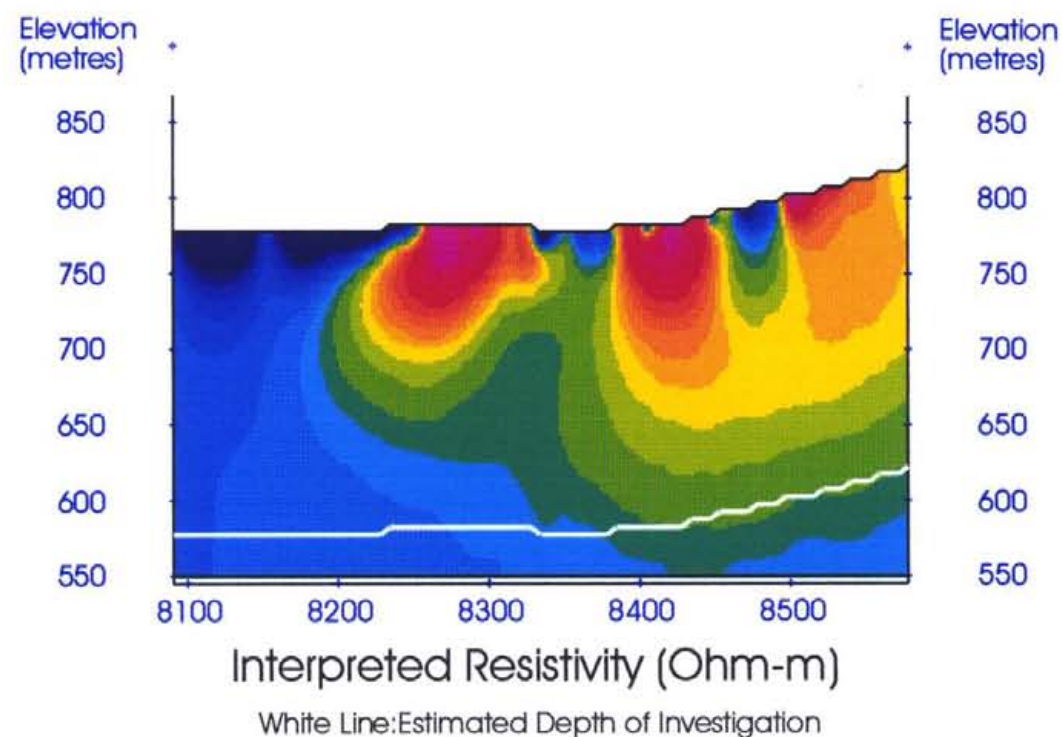 Elevation
(metres)
Elevation
(metres)
850
850
800
800
750
750
700
700
650
650
600
600
550
550
8100 8200 8300 8400 8500
Interpreted Resistivity (Ohm-m)
White Line:Estimated Depth of Investigation